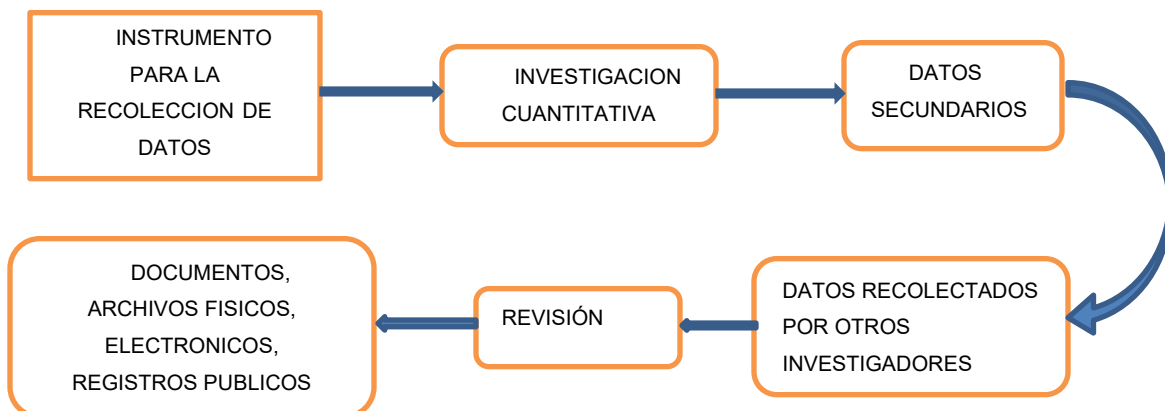 INSTRUMENTO
PARA LA
RECOLECCION DE
DATOS
INVESTIGACION
CUANTITATIVA
DATOS
SECUNDARIOS
DATOS RECOLECTADOS
POR OTROS
INVESTIGADORES
REVISIÓN
DOCUMENTOS,
ARCHIVOS FISICOS,
ELECTRONICOS,
REGISTROS PUBLICOS